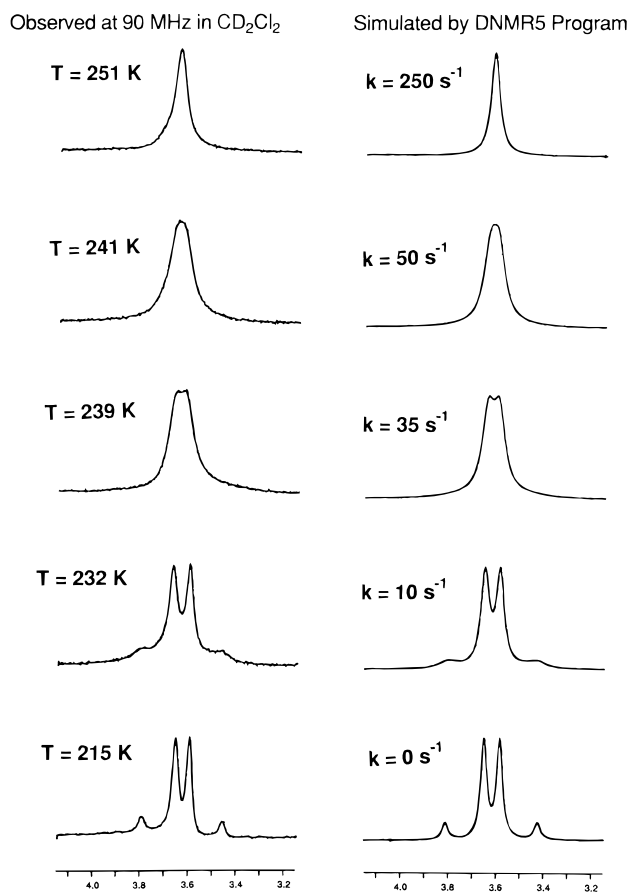 Observed at 90 MHz in CD₂Cl₂ Simulated by DNMR5 Program
T = 251 K k = 250 s⁻¹
T = 241 K k = 50 s⁻¹
T = 239 K k = 35 s⁻¹
T = 232 K k = 10 s⁻¹
T = 215 K k = 0 s⁻¹
4.0 3.8 3.6 3.4 3.2 4.0 3.8 3.6 3.4 3.2